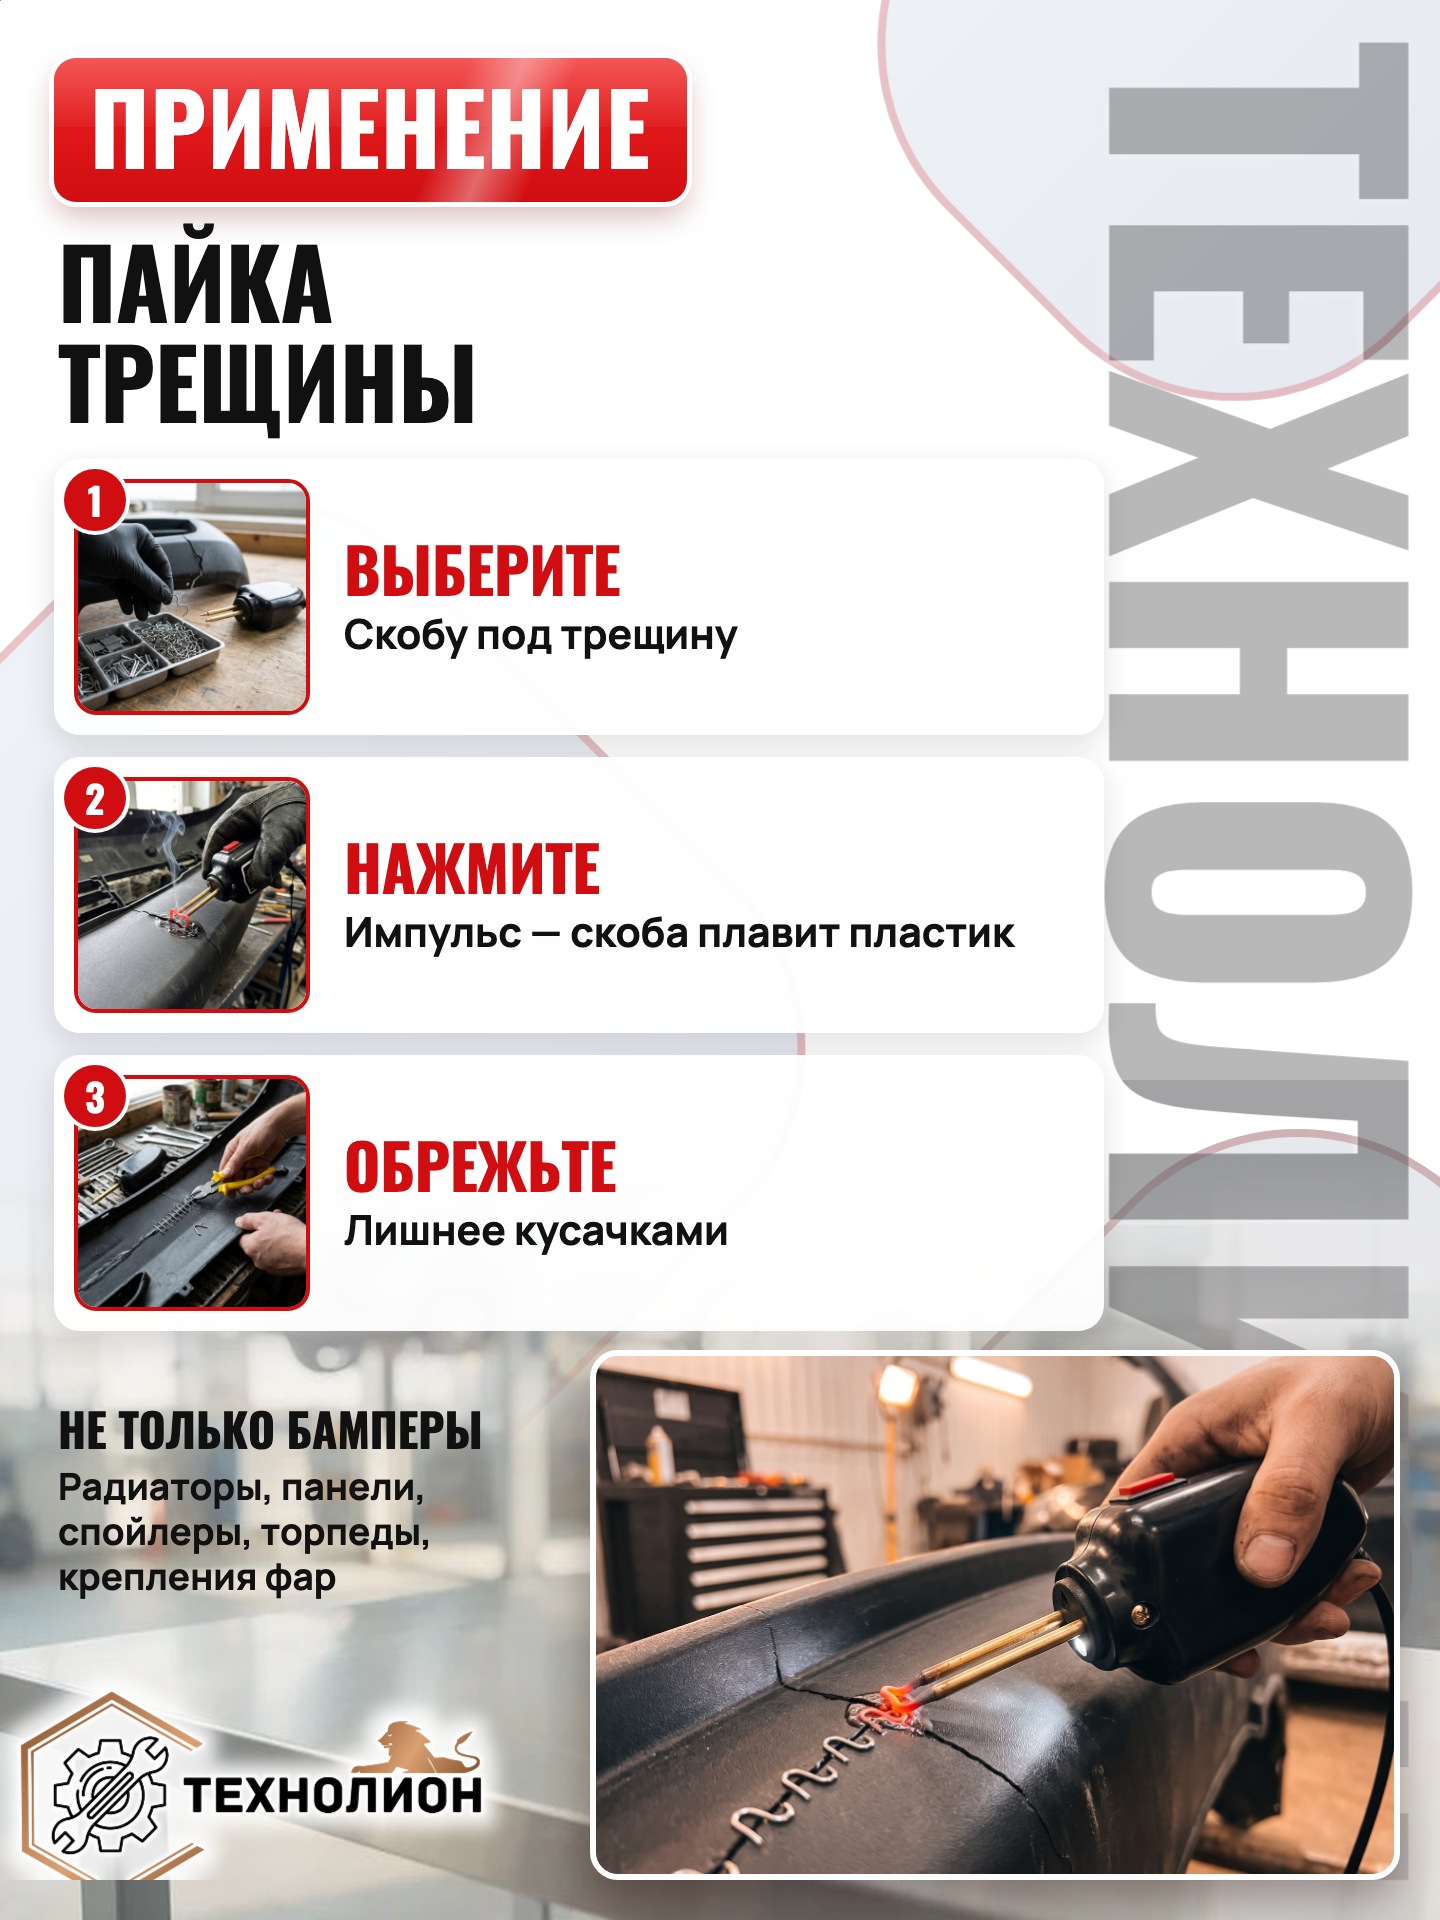 ПРИМЕНЕНИЕ
ПАЙКА
ТРЕЩИНЫ
1
ВЫБЕРИТЕ
Скобу под трещину
2
НАЖМИТЕ
Импульс — скоба плавит пластик
3
ОБРЕЖЬТЕ
Лишнее кусачками
НЕ ТОЛЬКО БАМПЕРЫ
Радиаторы, панели,
спойлеры, торпеды,
крепления фар
ТЕХНОЛИОН
ТЕХНОЛИОН